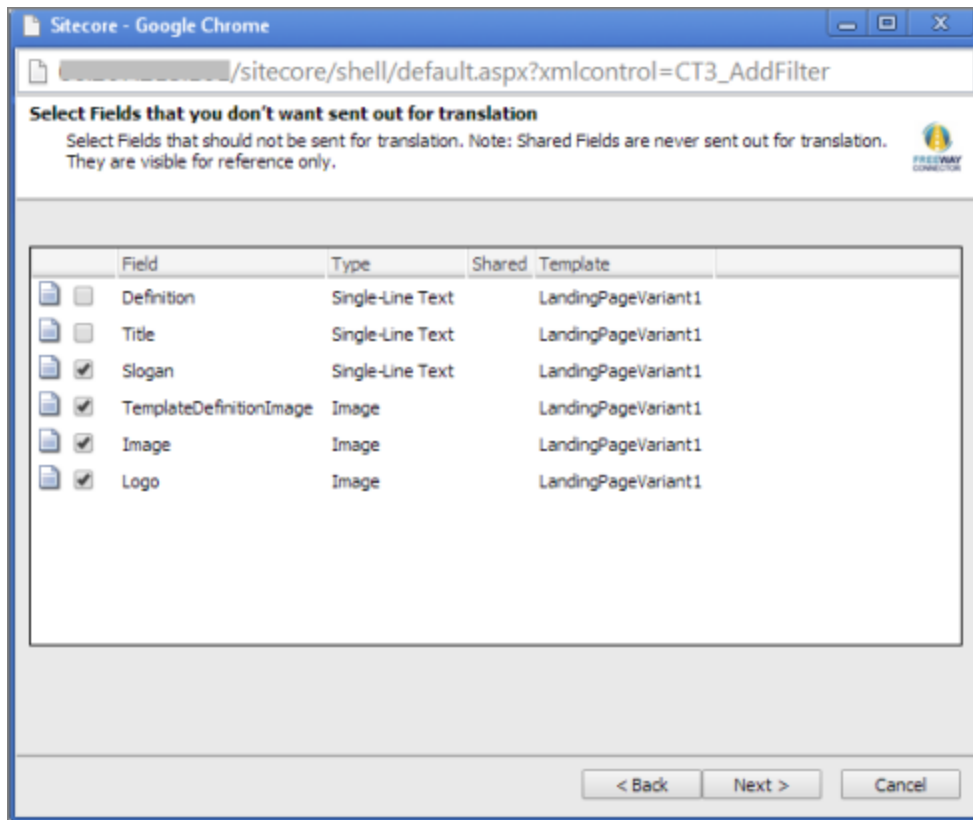 Sitecore - Google Chrome
/sitecore/shell/default.aspx?xmlcontrol=CT3_AddFilter
Select Fields that you don't want sent out for translation
Select Fields that should not be sent for translation. Note: Shared Fields are never sent out for translation.
They are visible for reference only.
FREEWAY
CONNECTOR
Field Type Shared Template
Definition Single-Line Text LandingPageVariant1
Title Single-Line Text LandingPageVariant1
Slogan Single-Line Text LandingPageVariant1
TemplateDefinitionImage Image LandingPageVariant1
Image Image LandingPageVariant1
Logo Image LandingPageVariant1
< Back Next > Cancel